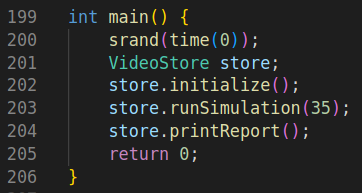 199 int main() {
200     srand(time(0));
201     VideoStore store;
202     store.initialize();
203     store.runSimulation(35);
204     store.printReport();
205     return 0;
206 }